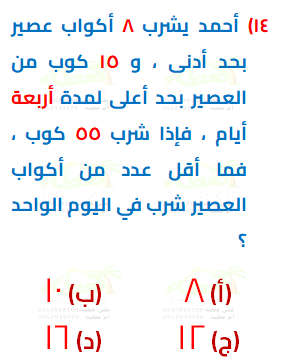 ١٤) أحمد يشرب ٨ أكواب عصير
بحد أدنى ، و ١٥ كوب من
العصير بحد أعلى لمدة أربعة
أيام ، فإذا شرب ٥٥ كوب ،
فما أقل عدد من أكواب
العصير شرب في اليوم الواحد
؟
(أ) ٨ (ب) ١٠
(ج) ١٢ (د) ١٦